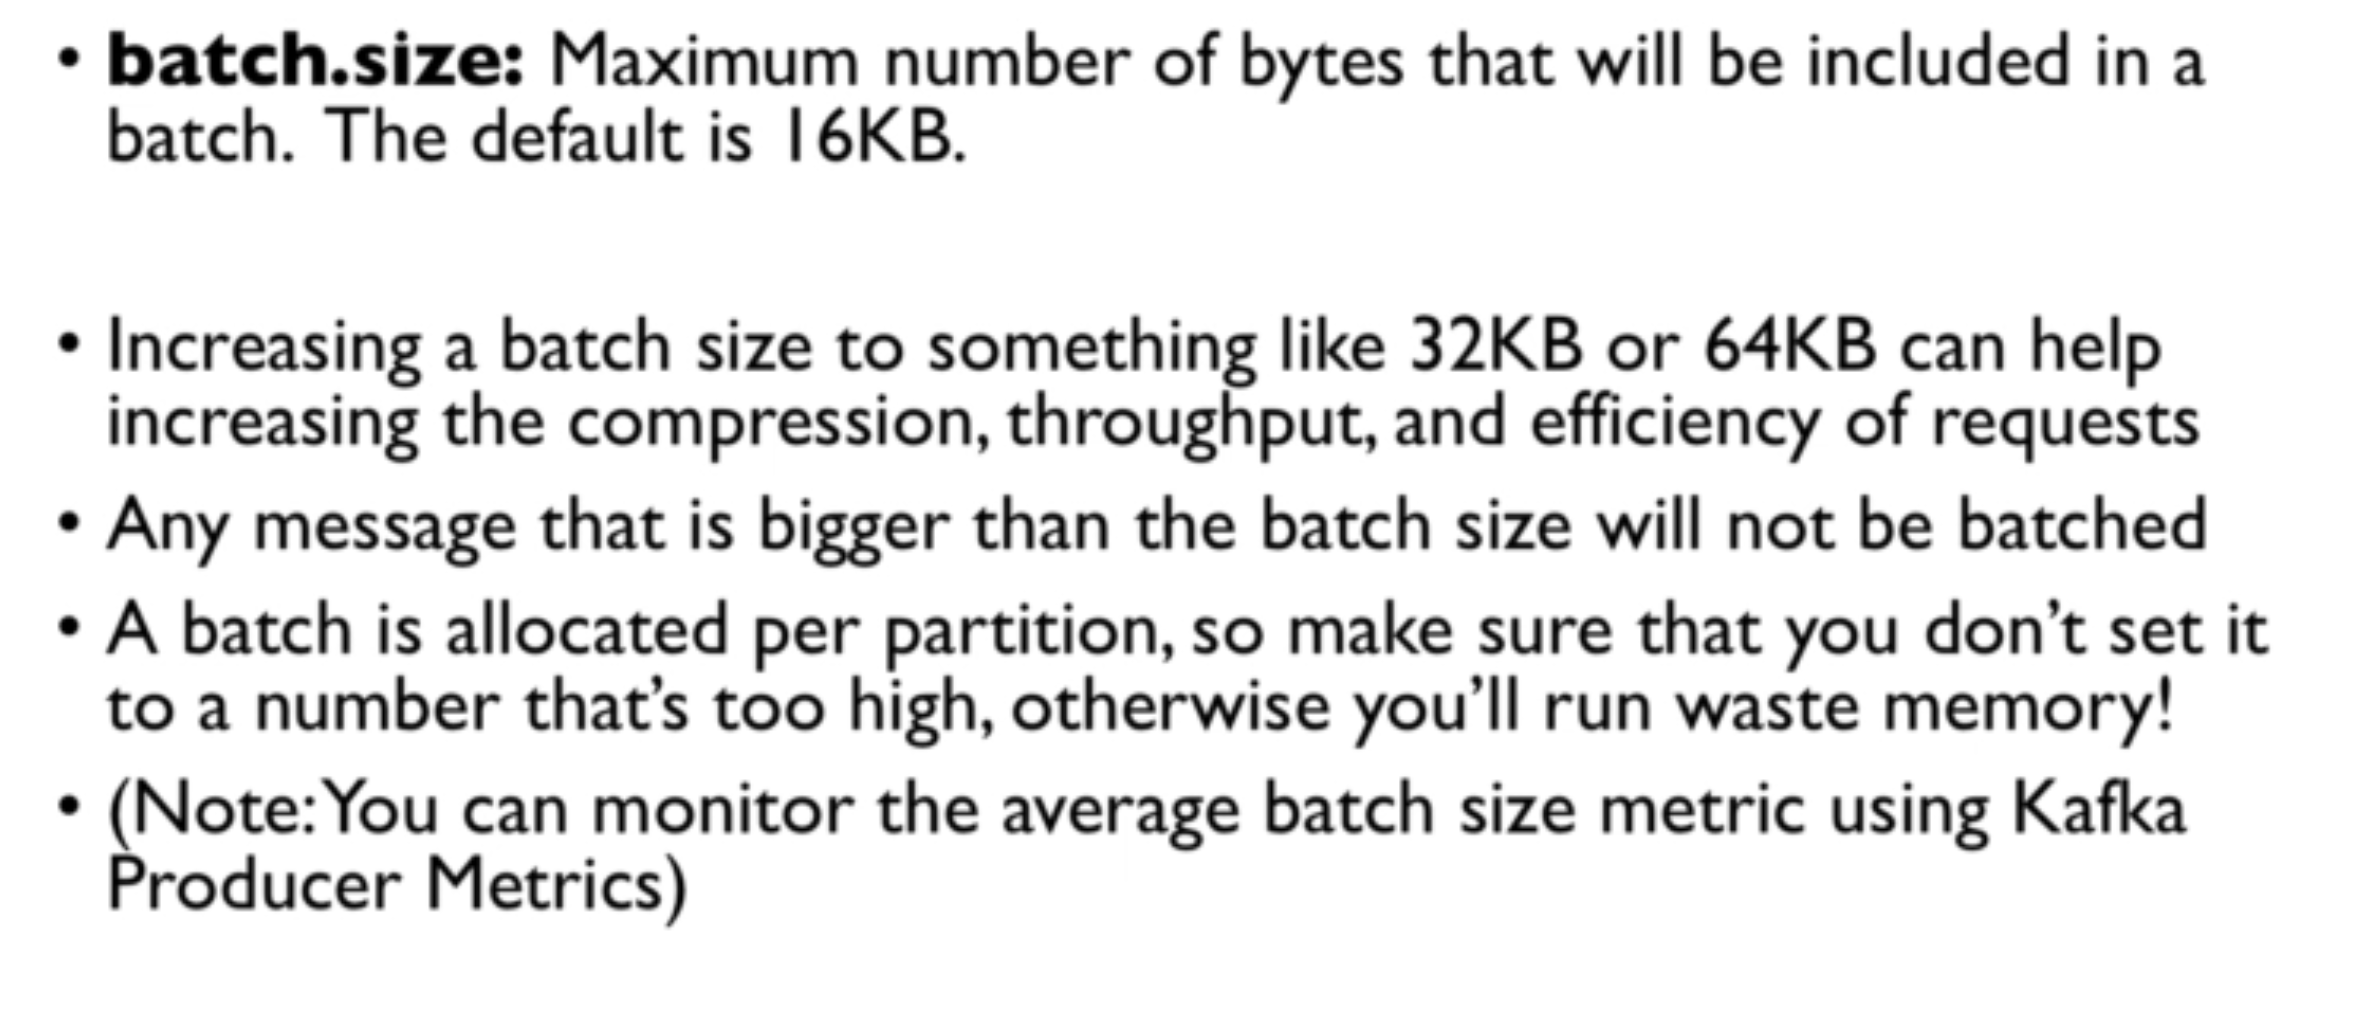 • batch.size: Maximum number of bytes that will be included in a
batch. The default is 16KB.
• Increasing a batch size to something like 32KB or 64KB can help
increasing the compression, throughput, and efficiency of requests
• Any message that is bigger than the batch size will not be batched
• A batch is allocated per partition, so make sure that you don’t set it
to a number that’s too high, otherwise you’ll run waste memory!
• (Note: You can monitor the average batch size metric using Kafka
Producer Metrics)